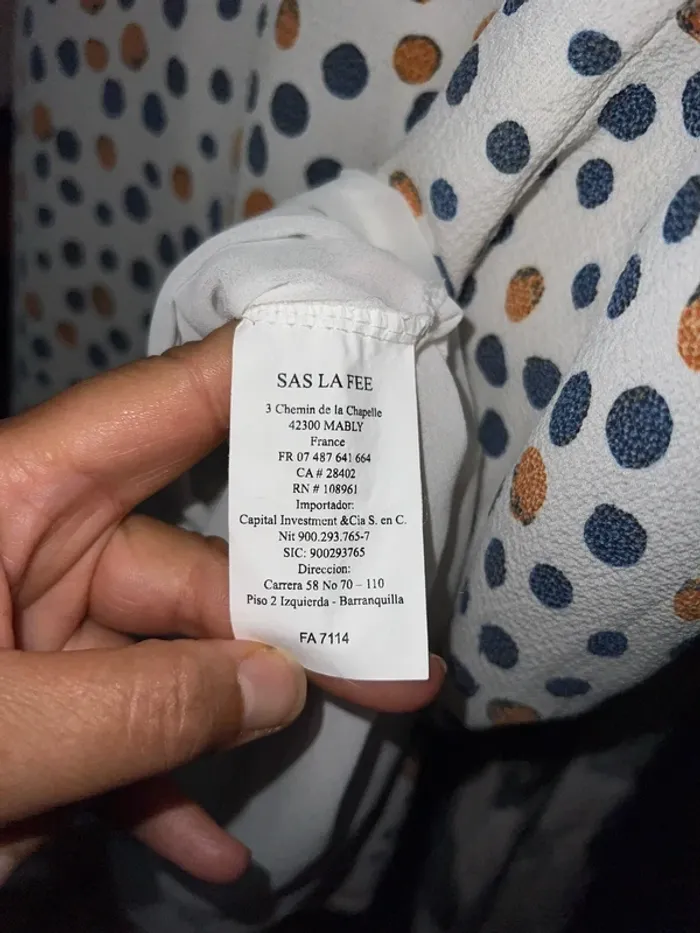 SAS LA FEE
3 Chemin de la Chapelle
42300 MABLY
France
FR 07 487 641 664
CA # 28402
RN # 108961
Importador:
Capital Investment &Cia S. en C.
Nit 900.293.765-7
SIC: 900293765
Direccion:
Carrera 58 No 70 – 110
Piso 2 Izquierda - Barranquilla
FA 7114